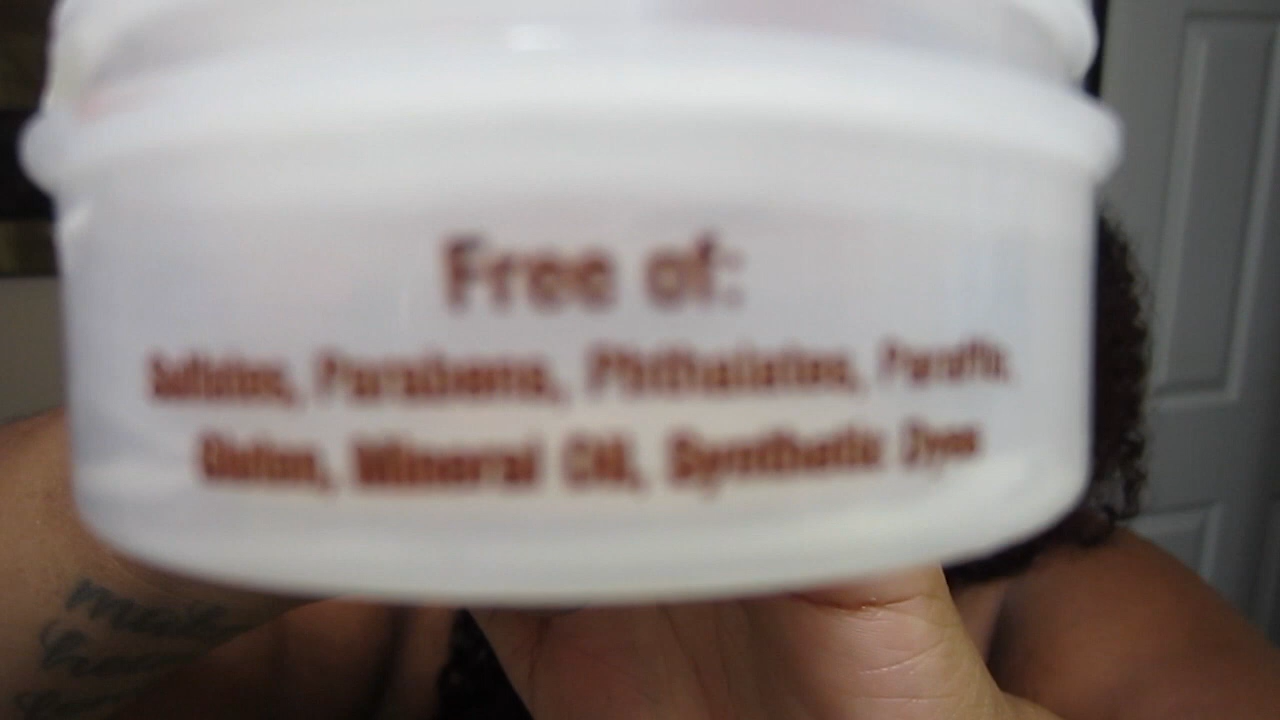 Free of:
Sulfates, Parabens, Phthalates, Paraffin,
Gluten, Mineral Oil, Synthetic Dyes